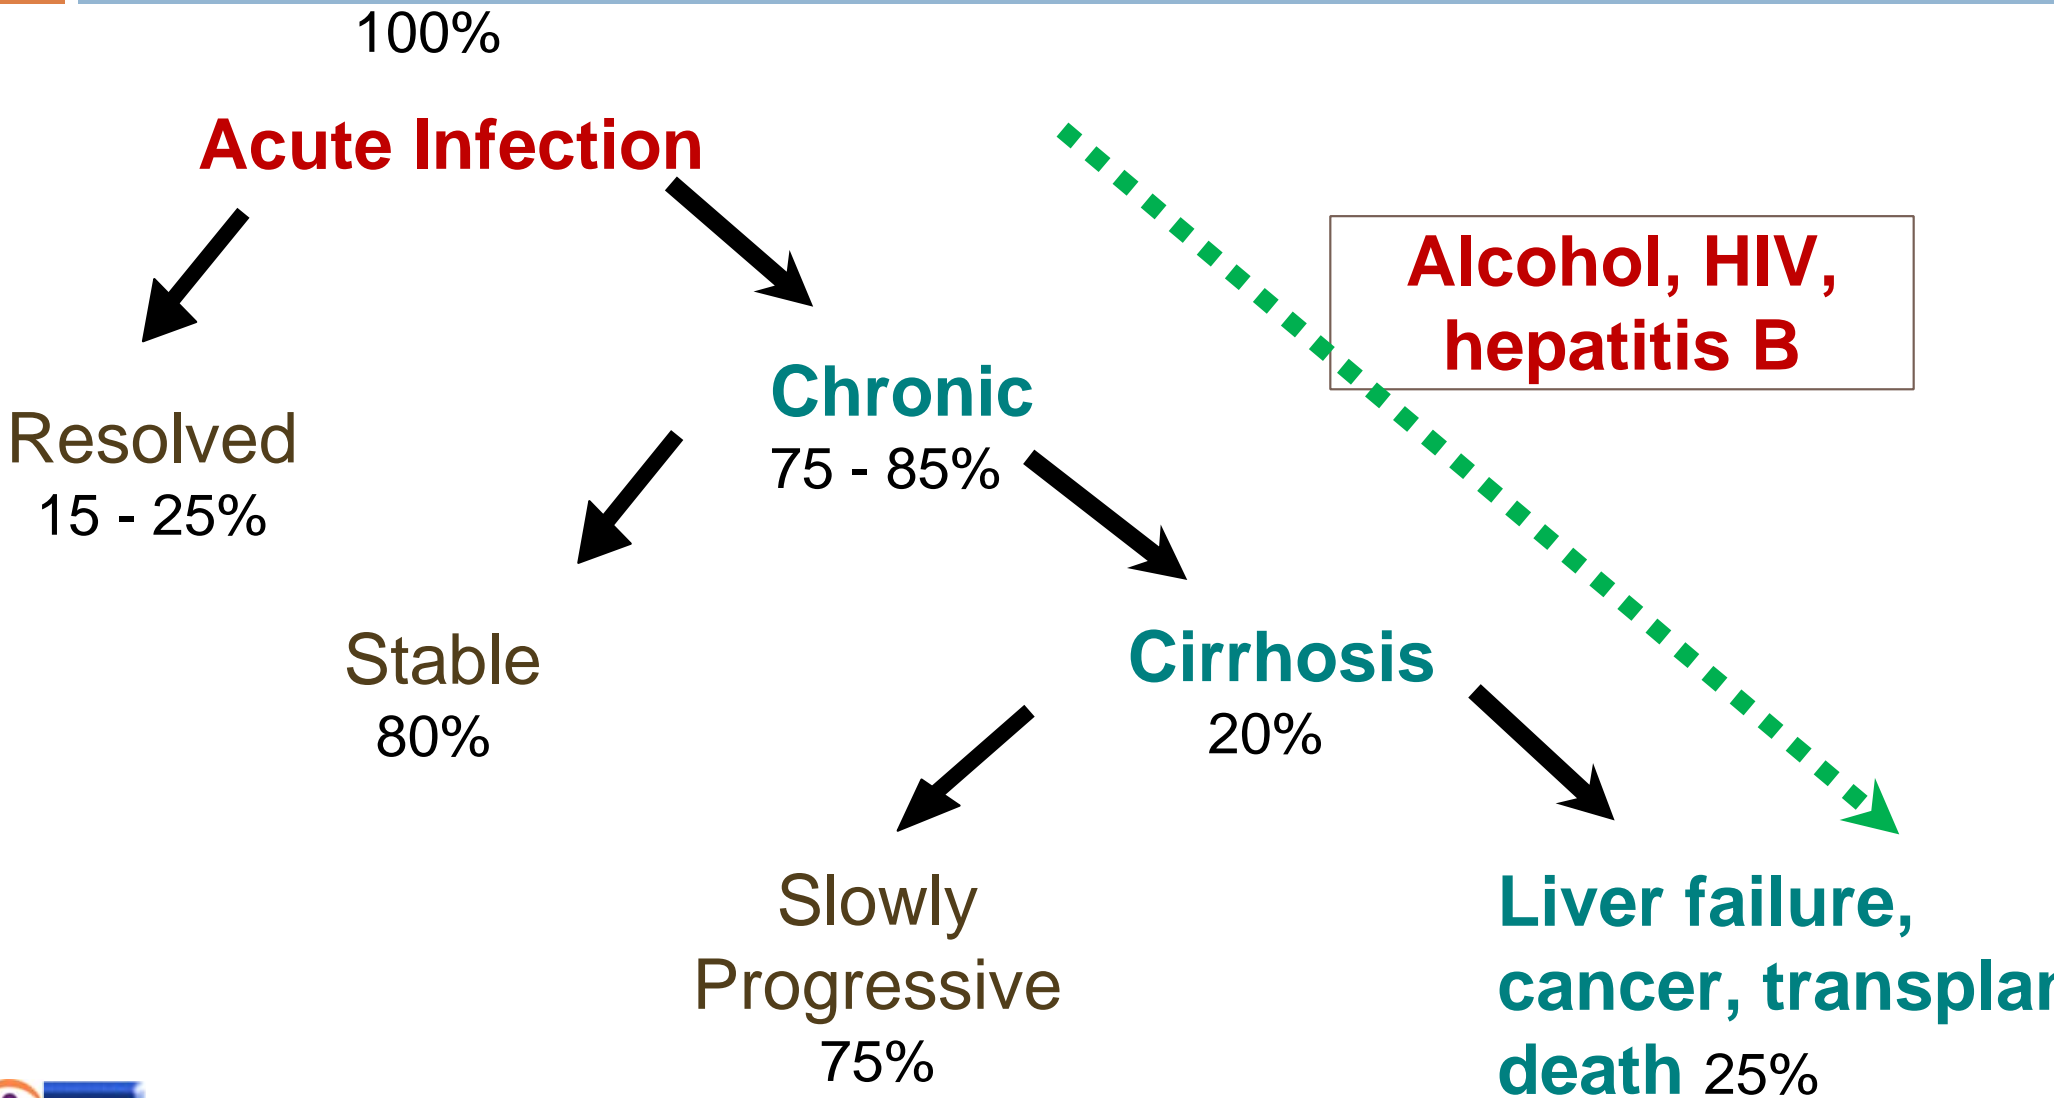 100%
Acute Infection
Alcohol, HIV,
hepatitis B
Chronic
75 - 85%
Resolved
15 - 25%
Stable
80%
Cirrhosis
20%
Slowly
Progressive
75%
Liver failure,
cancer,
death 25%